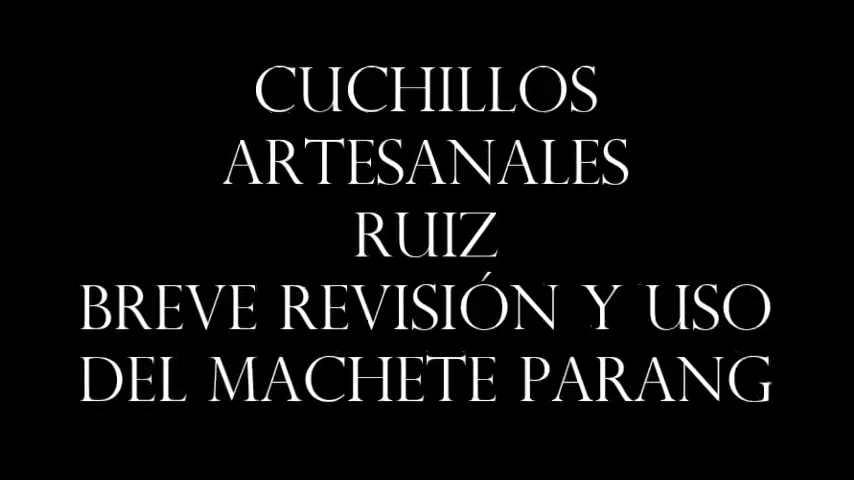 CUCHILLOS
ARTESANALES
RUIZ
BREVE REVISIÓN Y USO
DEL MACHETE PARANG